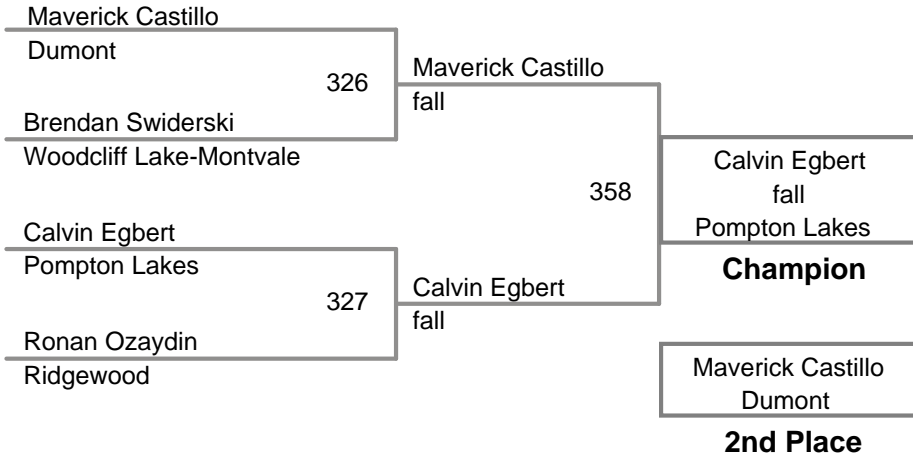 Maverick Castillo
Dumont
326
Brendan Swiderski
Woodcliff Lake-Montvale
Maverick Castillo
fall
Calvin Egbert
Pompton Lakes
327
Ronan Ozaydin
Ridgewood
Calvin Egbert
fall
358
Calvin Egbert
fall
Pompton Lakes
Champion
Maverick Castillo
Dumont
2nd Place